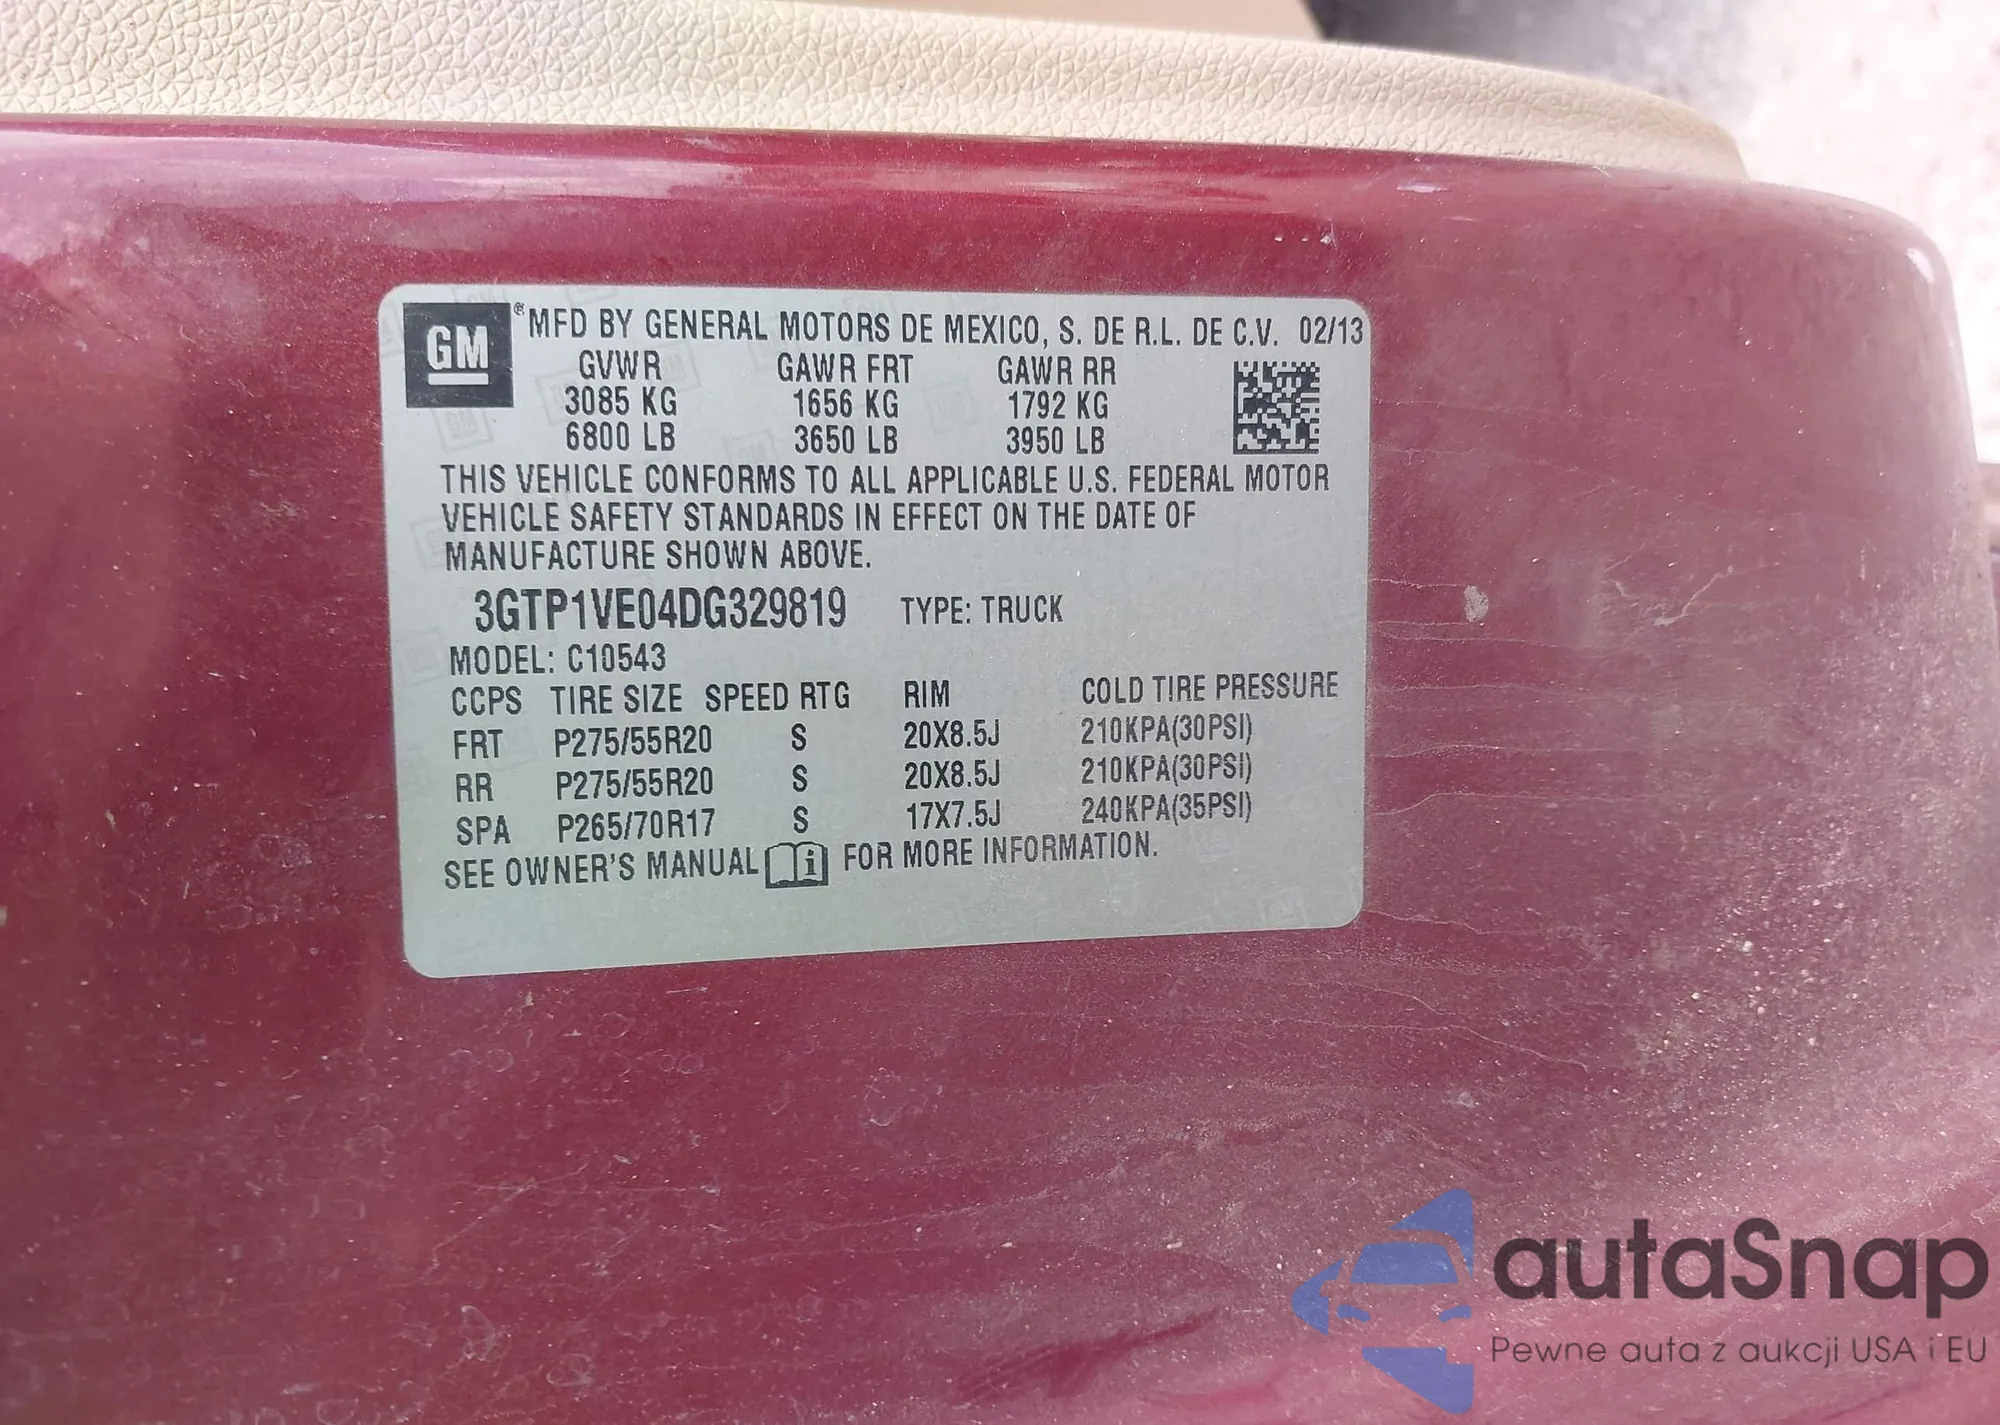 GM ® MFD BY GENERAL MOTORS DE MEXICO, S. DE R.L. DE C.V. 02/13
GVWR GAWR FRT GAWR RR
3085 KG 1656 KG 1792 KG
6800 LB 3650 LB 3950 LB
THIS VEHICLE CONFORMS TO ALL APPLICABLE U.S. FEDERAL MOTOR
VEHICLE SAFETY STANDARDS IN EFFECT ON THE DATE OF
MANUFACTURE SHOWN ABOVE.
3GTP1VE04DG329819 TYPE: TRUCK
MODEL: C10543
CCPS TIRE SIZE SPEED RTG RIM COLD TIRE PRESSURE
FRT P275/55R20 S 20X8.5J 210KPA(30PSI)
RR P275/55R20 S 20X8.5J 210KPA(30PSI)
SPA P265/70R17 S 17X7.5J 240KPA(35PSI)
SEE OWNER'S MANUAL i FOR MORE INFORMATION.
autaSnap
Pewne auta z aukcji USA i EU